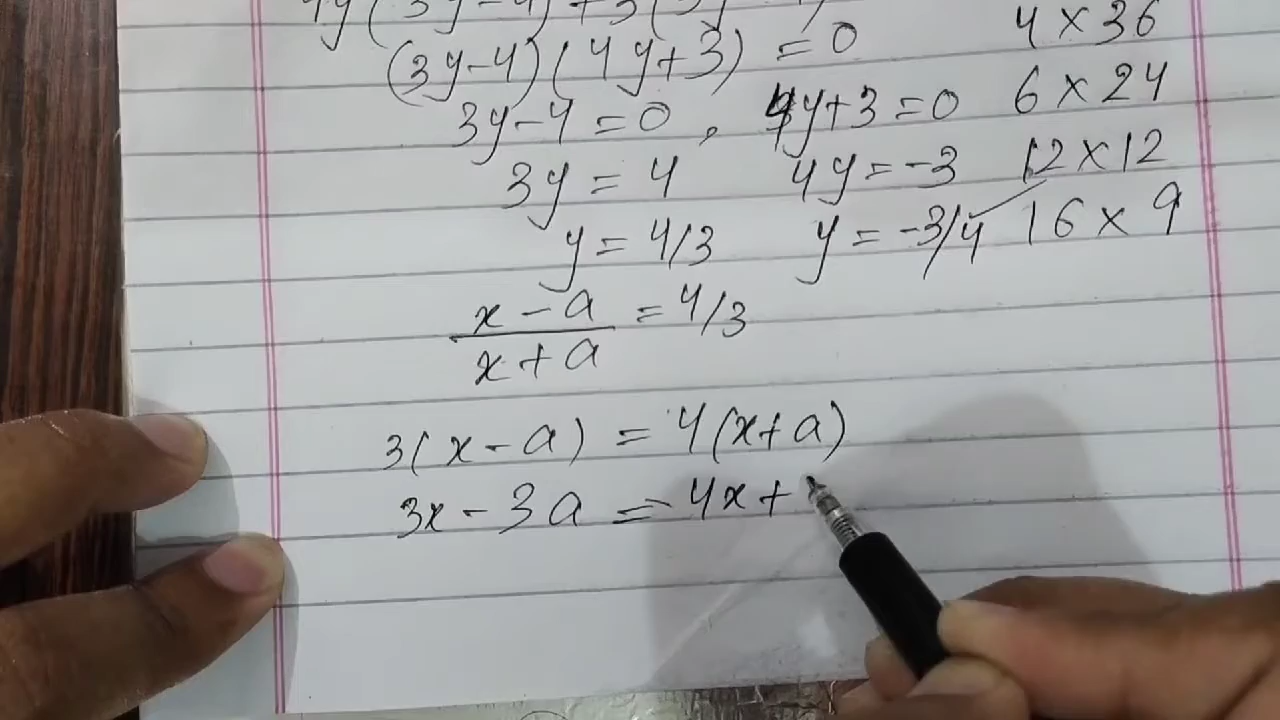 (3y-4)(4y+3) = 0
4 x 36
3y-4 = 0 , 4y+3 = 0
6 x 24
3y = 4
4y = -3
12 x 12
y = 4/3
y = -3/4
16 x 9
x - a
x + a
= 4/3
3(x - a) = 4(x+a)
3x - 3a = 4x +